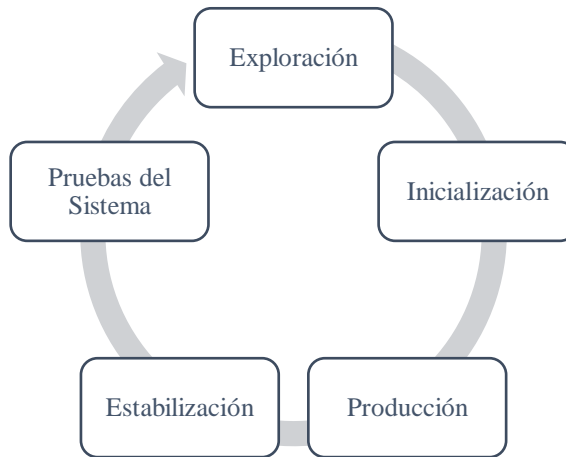 Exploración
Inicialización
Producción
Estabilización
Pruebas del
Sistema